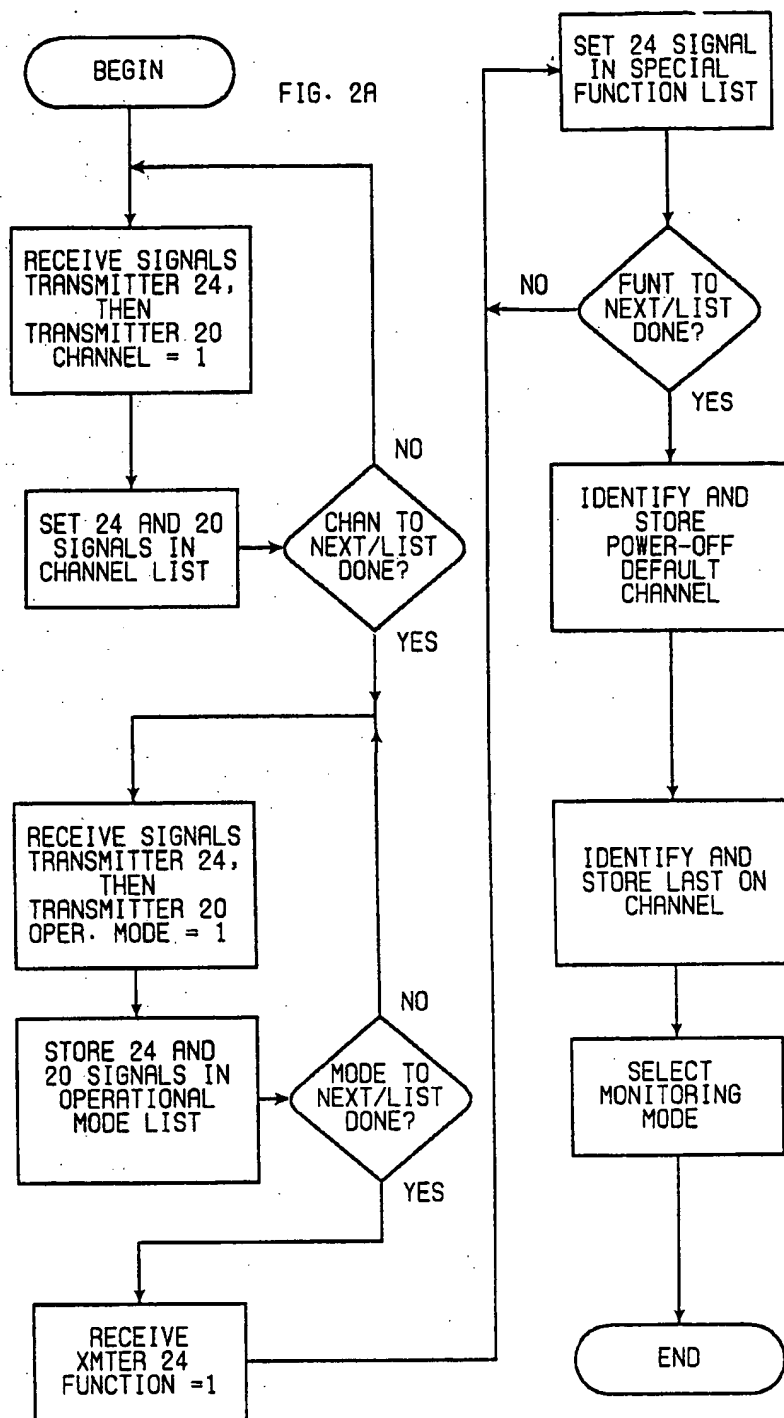 BEGIN
FIG. 2A
RECEIVE SIGNALS
TRANSMITTER 24,
THEN
TRANSMITTER 20
CHANNEL = 1
SET 24 AND 20
SIGNALS IN
CHANNEL LIST
NO
CHAN TO
NEXT/LIST
DONE?
YES
RECEIVE SIGNALS
TRANSMITTER 24,
THEN
TRANSMITTER 20
OPER. MODE = 1
STORE 24 AND
20 SIGNALS IN
OPERATIONAL
MODE LIST
NO
MODE TO
NEXT/LIST
DONE?
YES
RECEIVE
XMTER 24
FUNCTION =1
SET 24 SIGNAL
IN SPECIAL
FUNCTION LIST
NO
FUNT TO
NEXT/LIST
DONE?
YES
IDENTIFY AND
STORE
POWER-OFF
DEFAULT
CHANNEL
IDENTIFY AND
STORE LAST ON
CHANNEL
SELECT
MONITORING
MODE
END